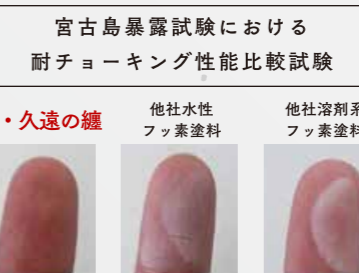 宮古島暴露試験における
耐チョーキング性能比較試験
・久遠の纏
他社水性
フッ素塗料
他社溶剤系
フッ素塗料